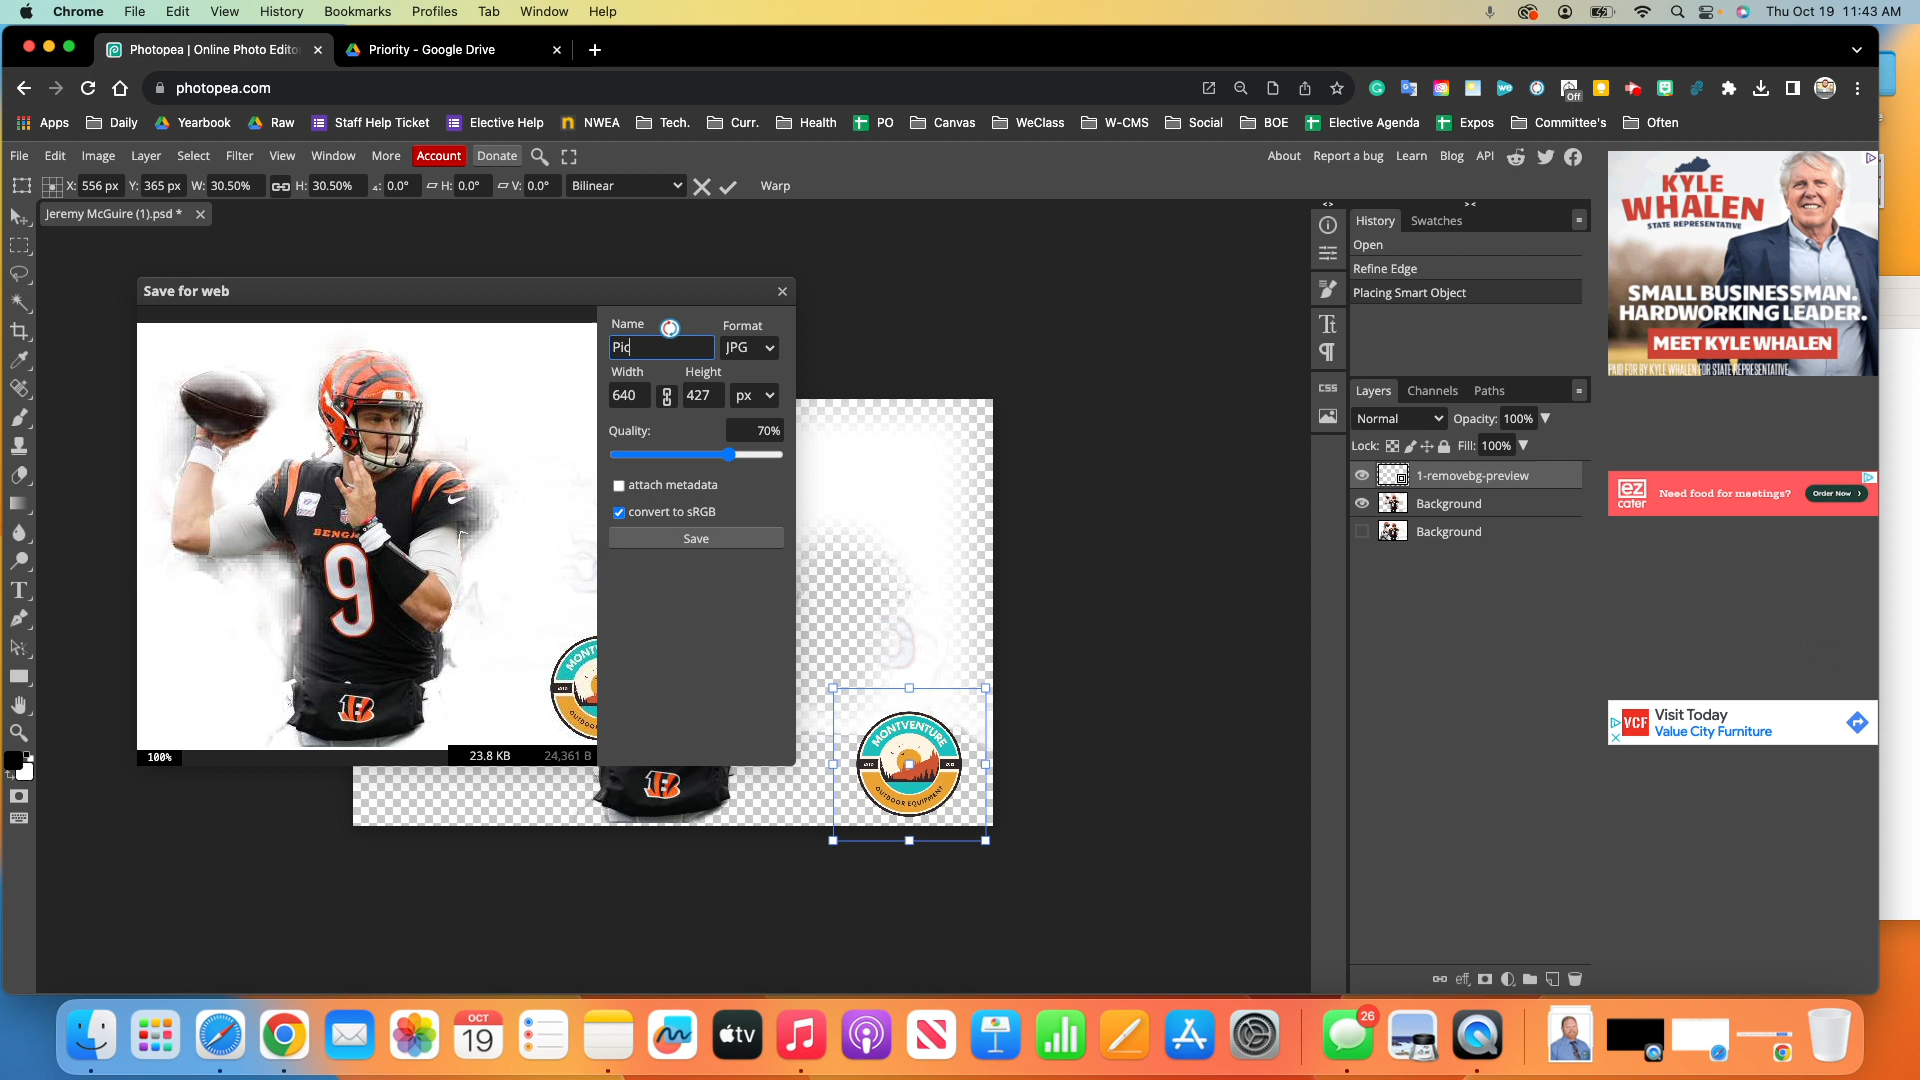 Chrome File Edit View History Bookmarks Profiles Tab Window Help Thu Oct 19 11:43 AM
Photopea | Online Photo Edito Priority - Google Drive
photopea.com Off
Apps Daily Yearbook Raw Staff Help Ticket Elective Help NWEA Tech. Curr. Health PO Canvas WeClass W-CMS Social BOE Elective Agenda Expos Committee's Often
File Edit Image Layer Select Filter View Window More Account Donate About Report a bug Learn Blog API
X: 556 px Y: 365 px W: 30.50% H: 30.50% 0.0° H: 0.0° V: 0.0° Bilinear Warp
Jeremy McGuire (1).psd *
Save for web
Name Format
Pic JPG
Width Height
640 427 px
Quality: 70%
attach metadata
convert to sRGB
Save
BENGA
9
B
MONTV
100% 23.8 KB 24,361 B
B
MONTVENTURE
OUTDOOR EQUIPMENT
History Swatches
Open
Refine Edge
Placing Smart Object
CSS
Layers Channels Paths
Normal Opacity: 100%
Lock: Fill: 100%
1-removebg-preview
Background
Background
eff
KYLE
WHALEN
STATE REPRESENTATIVE
SMALL BUSINESSMAN.
HARDWORKING LEADER.
MEET KYLE WHALEN
PAID FOR BY KYLE WHALEN FOR STATE REPRESENTATIVE
ez cater Need food for meetings? Order Now
VCF Visit Today
Value City Furniture
OCT
19
tv
26